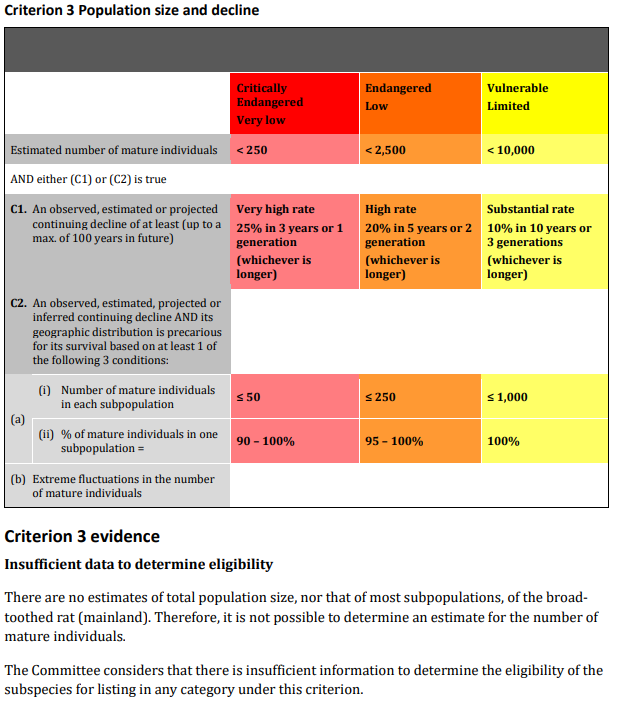 Criterion 3 Population size and decline
Critically
Endangered
Very low
Endangered
Low
Vulnerable
Limited
Estimated number of mature individuals
< 250
< 2,500
< 10,000
AND either (C1) or (C2) is true
C1. An observed, estimated or projected
continuing decline of at least (up to a
max. of 100 years in future)
Very high rate
25% in 3 years or 1
generation
(whichever is
longer)
High rate
20% in 5 years or 2
generation
(whichever is
longer)
Substantial rate
10% in 10 years or
3 generations
(whichever is
longer)
C2. An observed, estimated, projected or
inferred continuing decline AND its
geographic distribution is precarious
for its survival based on at least 1 of
the following 3 conditions:
(a)
(i) Number of mature individuals
in each subpopulation
≤ 50
≤ 250
≤ 1,000
(ii) % of mature individuals in one
subpopulation =
90 – 100%
95 – 100%
100%
(b) Extreme fluctuations in the number
of mature individuals
Criterion 3 evidence
Insufficient data to determine eligibility
There are no estimates of total population size, nor that of most subpopulations, of the broad-
toothed rat (mainland). Therefore, it is not possible to determine an estimate for the number of
mature individuals.
The Committee considers that there is insufficient information to determine the eligibility of the
subspecies for listing in any category under this criterion.